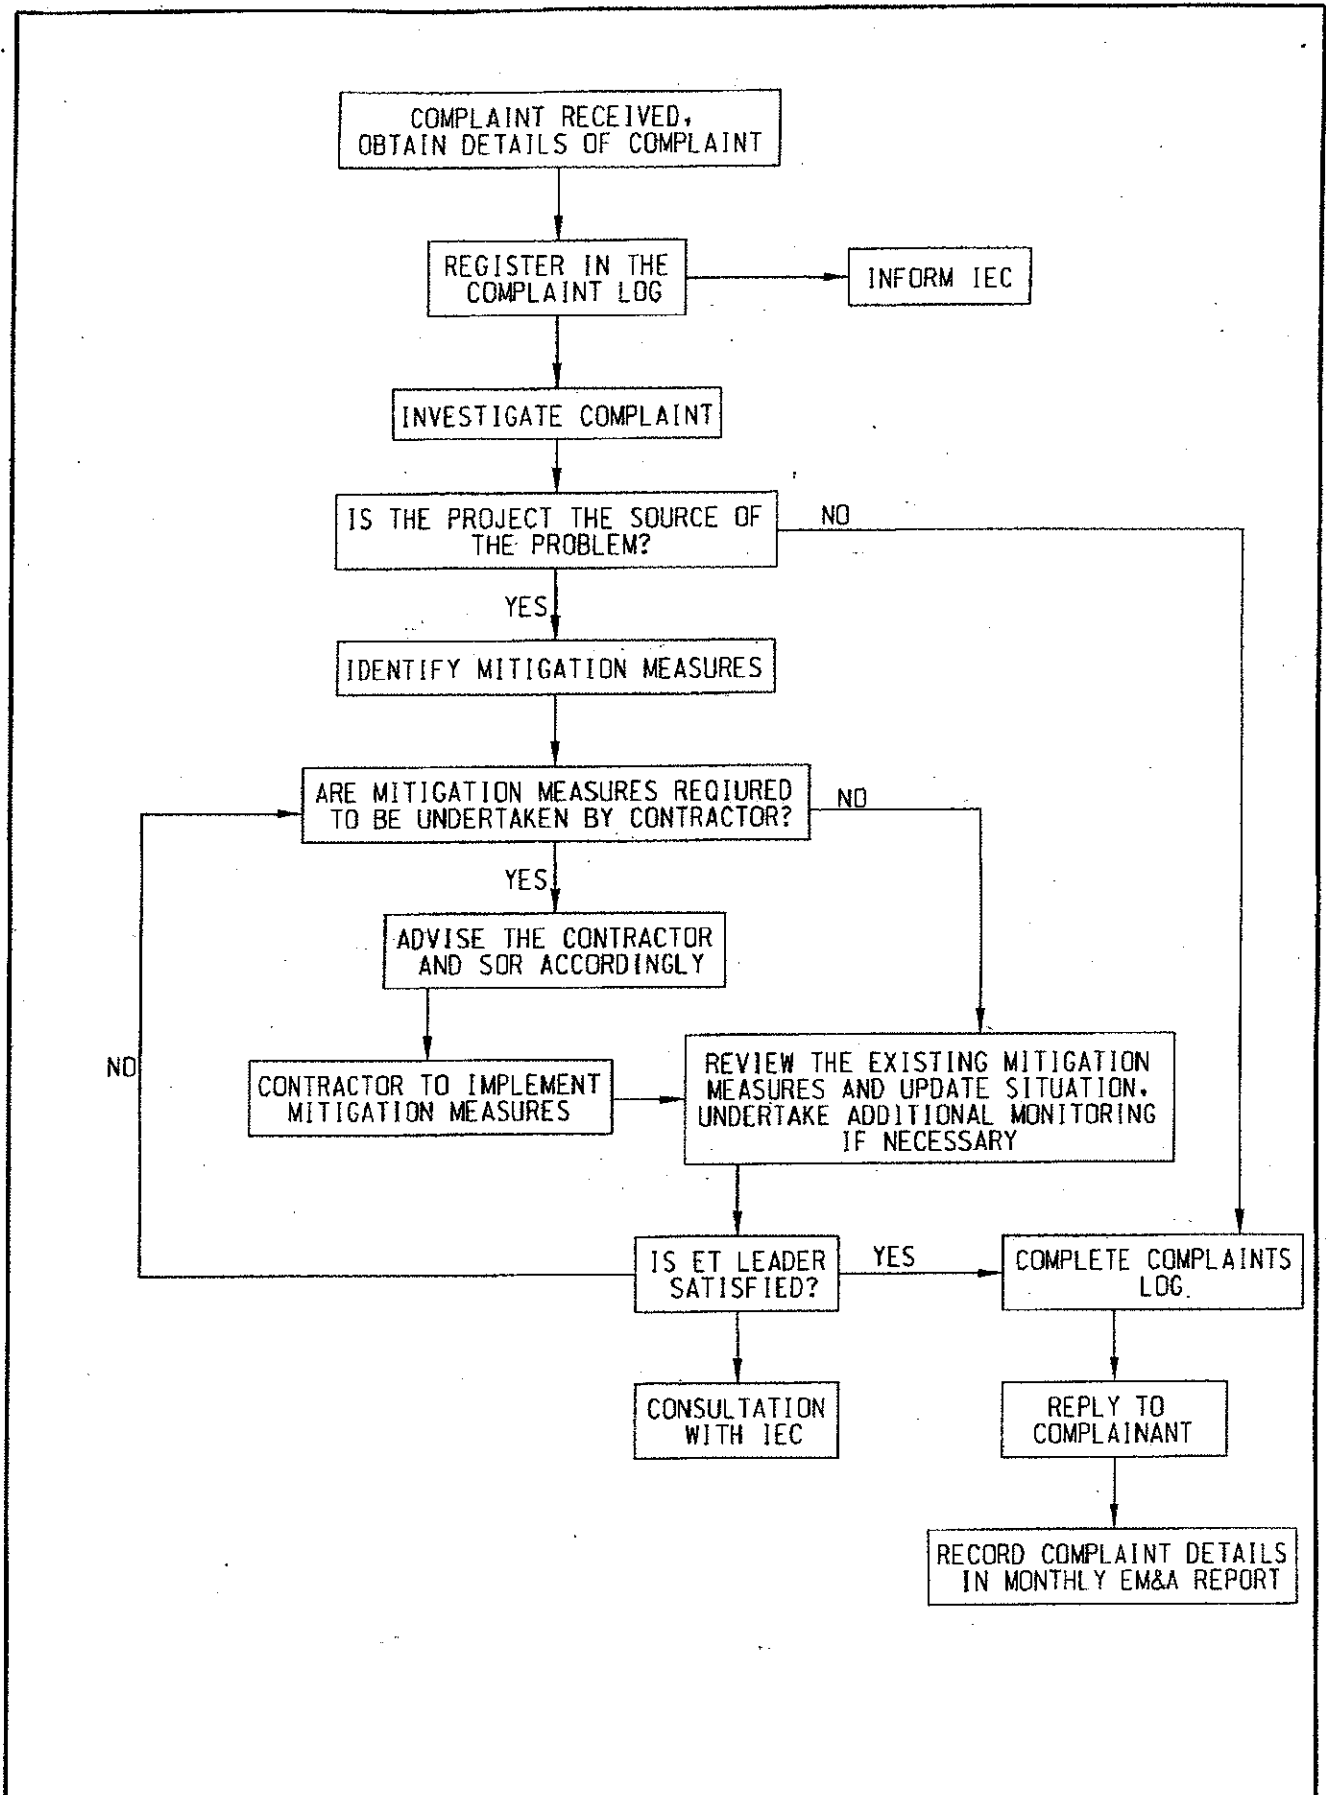 COMPLAINT RECEIVED,
OBTAIN DETAILS OF COMPLAINT
REGISTER IN THE
COMPLAINT LOG
INFORM IEC
INVESTIGATE COMPLAINT
IS THE PROJECT THE SOURCE OF
THE PROBLEM?
NO
YES
IDENTIFY MITIGATION MEASURES
ARE MITIGATION MEASURES REQIURED
TO BE UNDERTAKEN BY CONTRACTOR?
NO
YES
ADVISE THE CONTRACTOR
AND SOR ACCORDINGLY
NO
CONTRACTOR TO IMPLEMENT
MITIGATION MEASURES
REVIEW THE EXISTING MITIGATION
MEASURES AND UPDATE SITUATION.
UNDERTAKE ADDITIONAL MONITORING
IF NECESSARY
IS ET LEADER
SATISFIED?
YES
COMPLETE COMPLAINTS
LOG.
CONSULTATION
WITH IEC
REPLY TO
COMPLAINANT
RECORD COMPLAINT DETAILS
IN MONTHLY EM&A REPORT